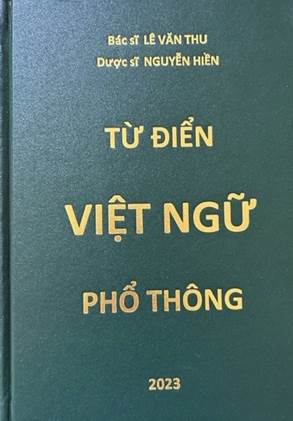 Bác sĩ LÊ VĂN THU
Dược sĩ NGUYỄN HIỀN
TỪ ĐIỂN
VIỆT NGỮ
PHỔ THÔNG
2023